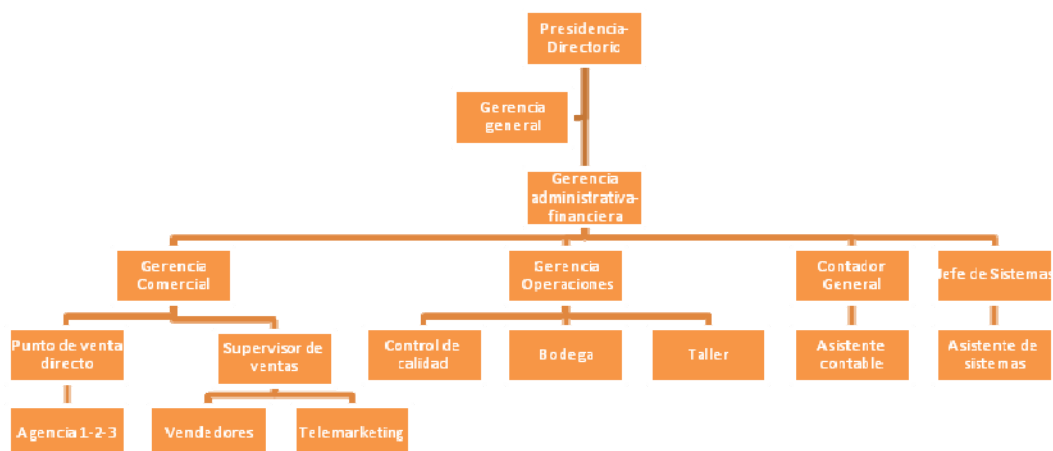 Presidencia-
Directorio
Gerencia
general
Gerencia
administrativa-
financiera
Gerencia
Comercial
Gerencia
Operaciones
Contador
General
Jefe de Sistemas
Punto de venta
directo
Supervisor de
ventas
Control de
calidad
Bodega
Taller
Asistente
contable
Asistente de
sistemas
Agencia 1-2-3
Vendedores
Telemarketing